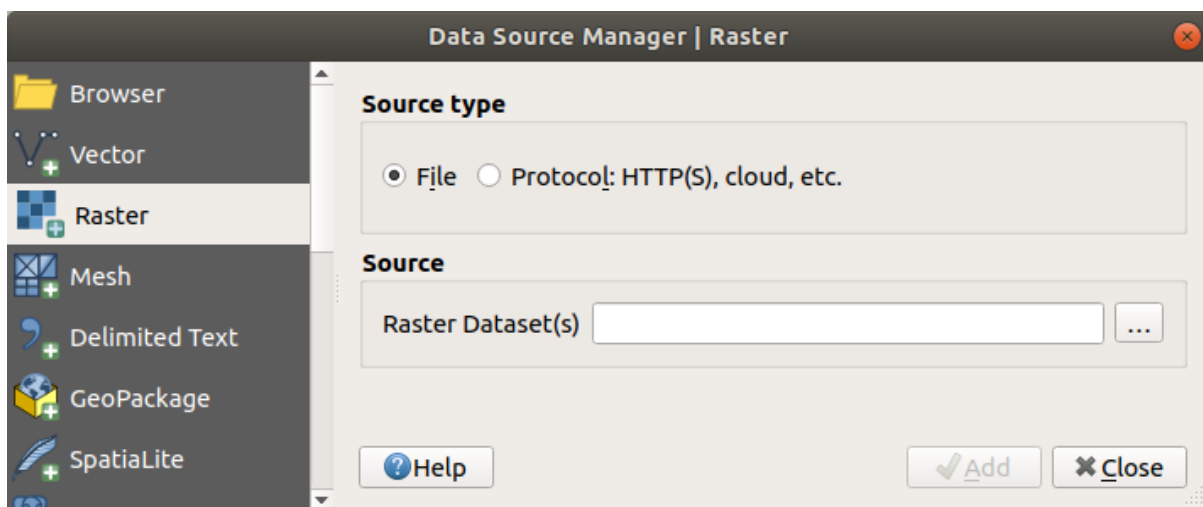 Data Source Manager | Raster
Browser
Vector
Raster
Mesh
Delimited Text
GeoPackage
SpatiaLite
Source type
File
Protocol: HTTP(S), cloud, etc.
Source
Raster Dataset(s)
...
Help
Add
Close